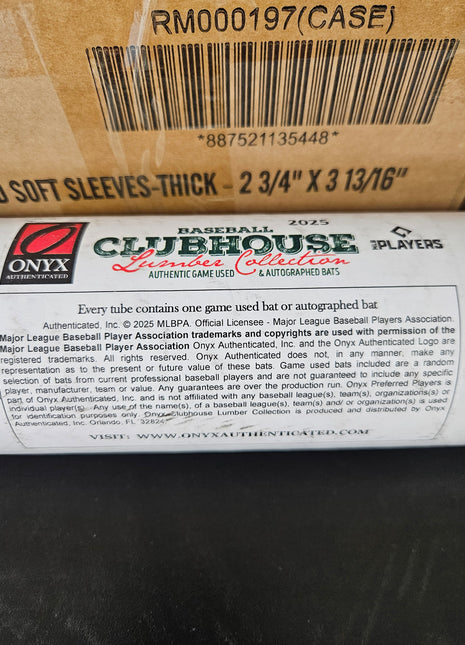 RM000197(CASE)
*887521135448*
SOFT SLEEVES-THICK - 2 3/4" X 3 13/16"
2025
BASEBALL
CLUBHOUSE
Lumber Collection
AUTHENTIC GAME USED & AUTOGRAPHED BATS
ONYX
AUTHENTICATED
PLAYERS
Every tube contains one game used bat or autographed bat
Authenticated, Inc. © 2025 MLBPA. Official Licensee - Major League Baseball Players Association.
Major League Baseball Player Association trademarks and copyrights are used with permission of the
Major League Baseball Player Association Onyx Authenticated, Inc. and the Onyx Authenticated Logo are
registered trademarks. All rights reserved. Onyx Authenticated does not, in any manner, make any
representation as to the present or future value of these bats. Game used bats included are a random
selection of bats from current professional baseball players and are not guaranteed to include any specific
player, manufacturer, team or value. Any guarantees are over the production run. Onyx Preferred Players is
part of Onyx Authenticated, Inc. and is not affiliated with any baseball league(s), team(s), organizations(s) or
individual player(s). Any use of the name(s), of a baseball league(s), team(s) and/ or organization(s) is used
for identification purposes only. Onyx Clubhouse Lumber Collection is produced and distributed by Onyx
Authenticated, Inc. Orlando, FL 32824
VISIT: WWW.ONYXAUTHENTICATED.COM